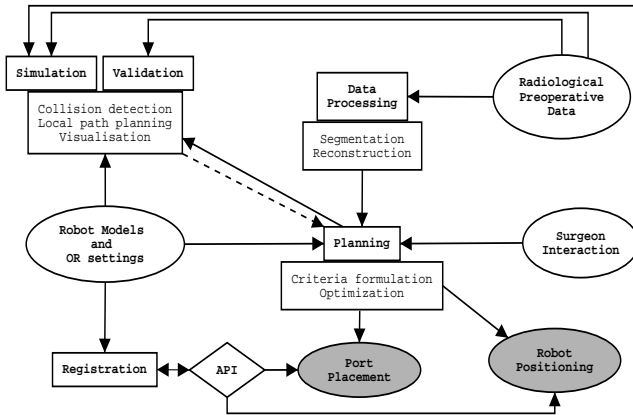 Simulation
Validation
Collision detection
Local path planning
Visualisation
Data
Processing
Segmentation
Reconstruction
Radiological
Preoperative
Data
Robot Models
and
OR settings
Planning
Criteria formulation
Optimization
Surgeon
Interaction
Registration
API
Port
Placement
Robot
Positioning